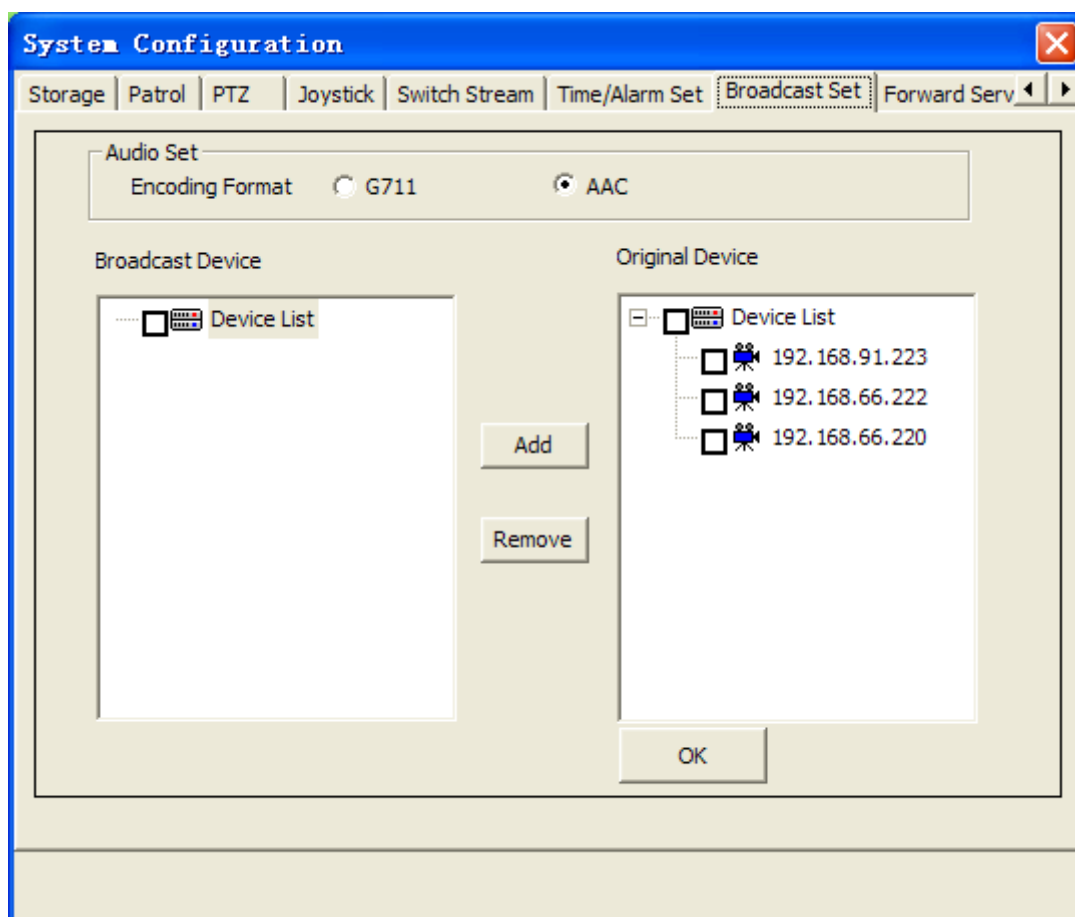 System Configuration
Storage Patrol PTZ Joystick Switch Stream Time/Alarm Set Broadcast Set Forward Serv
Audio Set
Encoding Format G711 AAC
Broadcast Device
Original Device
Device List
Device List
192.168.91.223
192.168.66.222
192.168.66.220
Add
Remove
OK